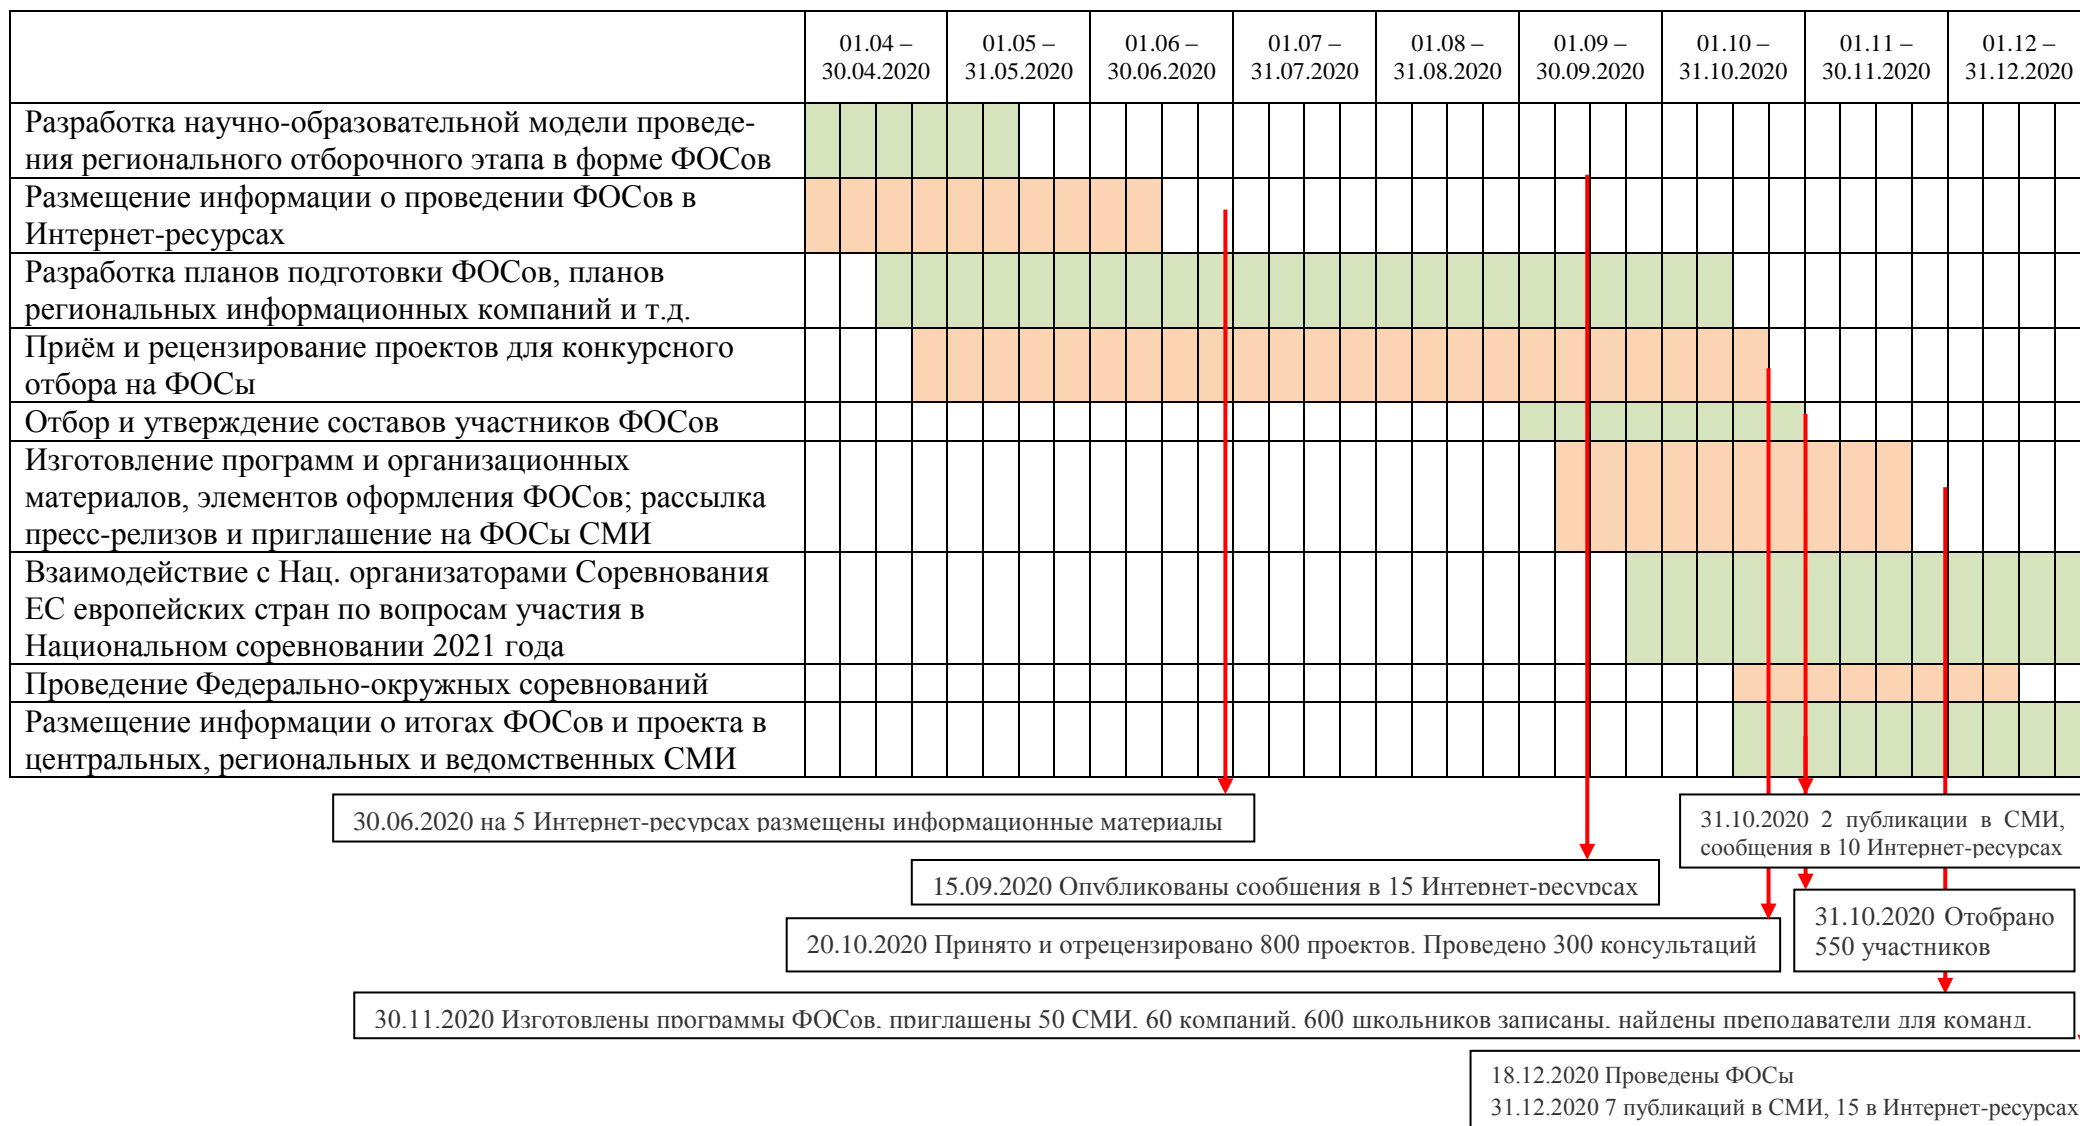 01.04 –
30.04.2020
01.05 –
31.05.2020
01.06 –
30.06.2020
01.07 –
31.07.2020
01.08 –
31.08.2020
01.09 –
30.09.2020
01.10 –
31.10.2020
01.11 –
30.11.2020
01.12 –
31.12.2020
Разработка научно-образовательной модели проведе-
ния регионального отборочного этапа в форме ФОСов
Размещение информации о проведении ФОСов в
Интернет-ресурсах
Разработка планов подготовки ФОСов, планов
региональных информационных компаний и т.д.
Приём и рецензирование проектов для конкурсного
отбора на ФОСы
Отбор и утверждение составов участников ФОСов
Изготовление программ и организационных
материалов, элементов оформления ФОСов; рассылка
пресс-релизов и приглашение на ФОСы СМИ
Взаимодействие с Нац. организаторами Соревнования
ЕС европейских стран по вопросам участия в
Национальном соревновании 2021 года
Проведение Федерально-окружных соревнований
Размещение информации о итогах ФОСов и проекта в
центральных, региональных и ведомственных СМИ
30.06.2020 на 5 Интернет-ресурсах размещены информационные материалы
31.10.2020 2 публикации в СМИ,
сообщения в 10 Интернет-ресурсах
15.09.2020 Опубликованы сообщения в 15 Интернет-ресурсах
20.10.2020 Принято и отрецензировано 800 проектов. Проведено 300 консультаций
31.10.2020 Отобрано
550 участников
30.11.2020 Изготовлены программы ФОСов, приглашены 50 СМИ, 60 компаний, 600 школьников записаны, найдены преподаватели для команд.
18.12.2020 Проведены ФОСы
31.12.2020 7 публикаций в СМИ, 15 в Интернет-ресурсах